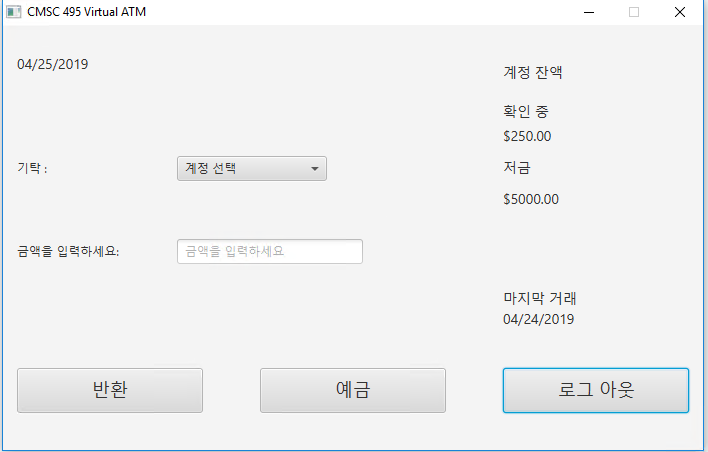 CMSC 495 Virtual ATM
04/25/2019
계정 잔액
확인 중
$250.00
기탁 :
계정 선택
저금
$5000.00
금액을 입력하세요:
금액을 입력하세요
마지막 거래
04/24/2019
반환
예금
로그 아웃